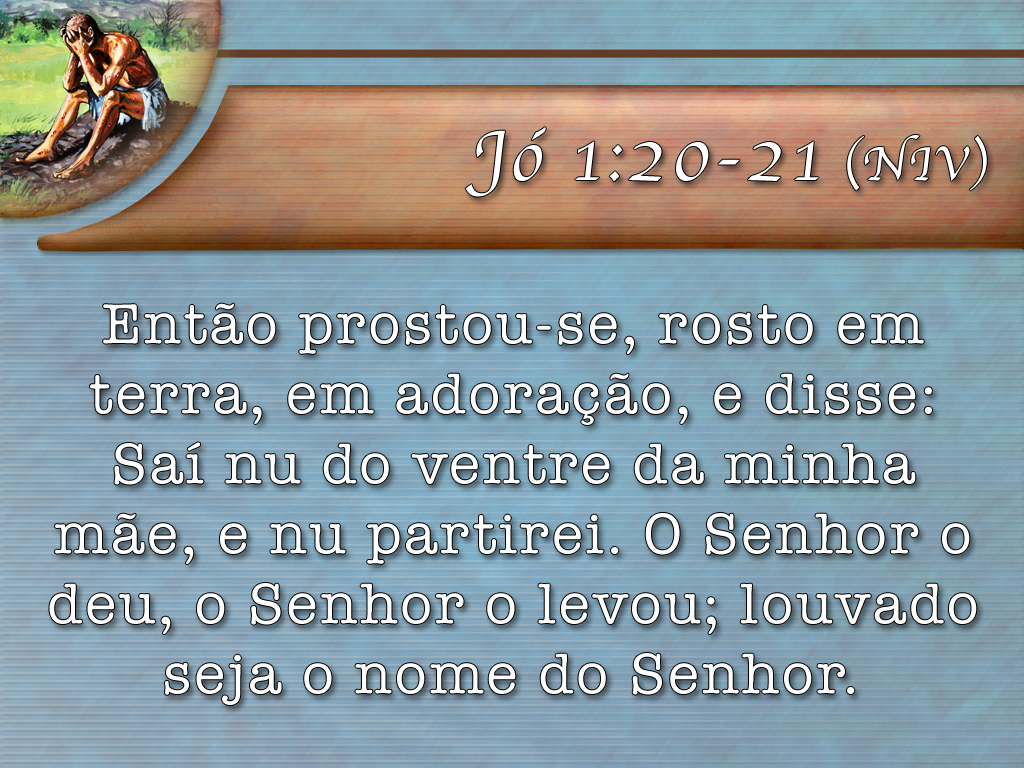 Jó 1:20-21 (NIV)
Então prostou-se, rosto em
terra, em adoração, e disse:
Saí nu do ventre da minha
mãe, e nu partirei. O Senhor o
deu, o Senhor o levou; louvado
seja o nome do Senhor.